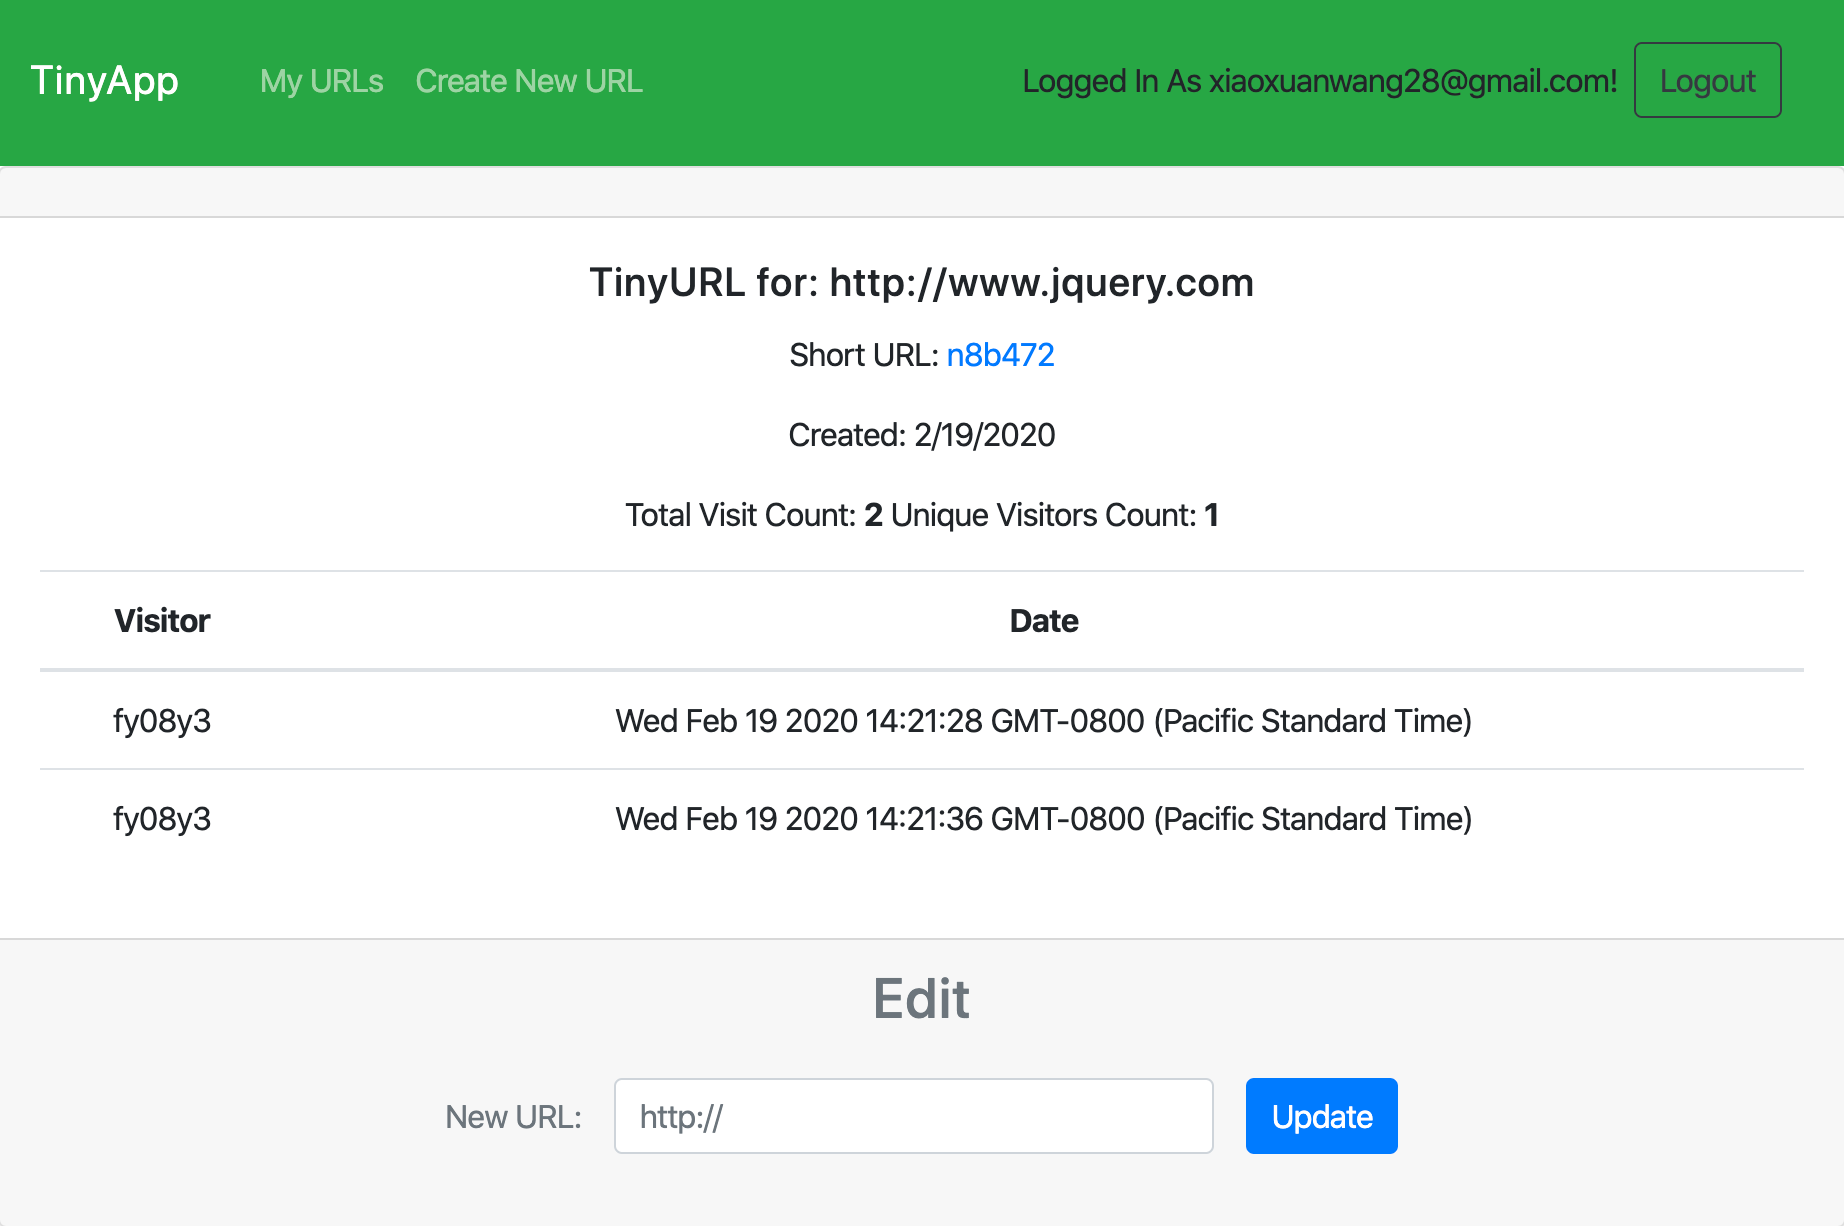 TinyApp My URLs Create New URL Logged In As xiaoxuanwang28@gmail.com! Logout
TinyURL for: http://www.jquery.com
Short URL: n8b472
Created: 2/19/2020
Total Visit Count: 2 Unique Visitors Count: 1
Visitor Date
fy08y3 Wed Feb 19 2020 14:21:28 GMT-0800 (Pacific Standard Time)
fy08y3 Wed Feb 19 2020 14:21:36 GMT-0800 (Pacific Standard Time)
Edit
New URL: http:// Update